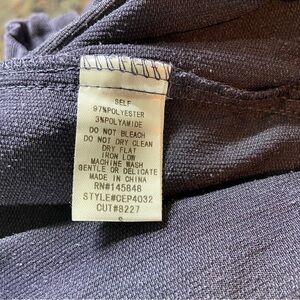 SELF
97%POLYESTER
3%POLYAMIDE
DO NOT BLEACH
DO NOT DRY CLEAN
DRY FLAT
IRON LOW
MACHINE WASH
GENTLE OR DELICATE
MADE IN CHINA
RN#145848
STYLE#CEP4032
CUT#B227
S